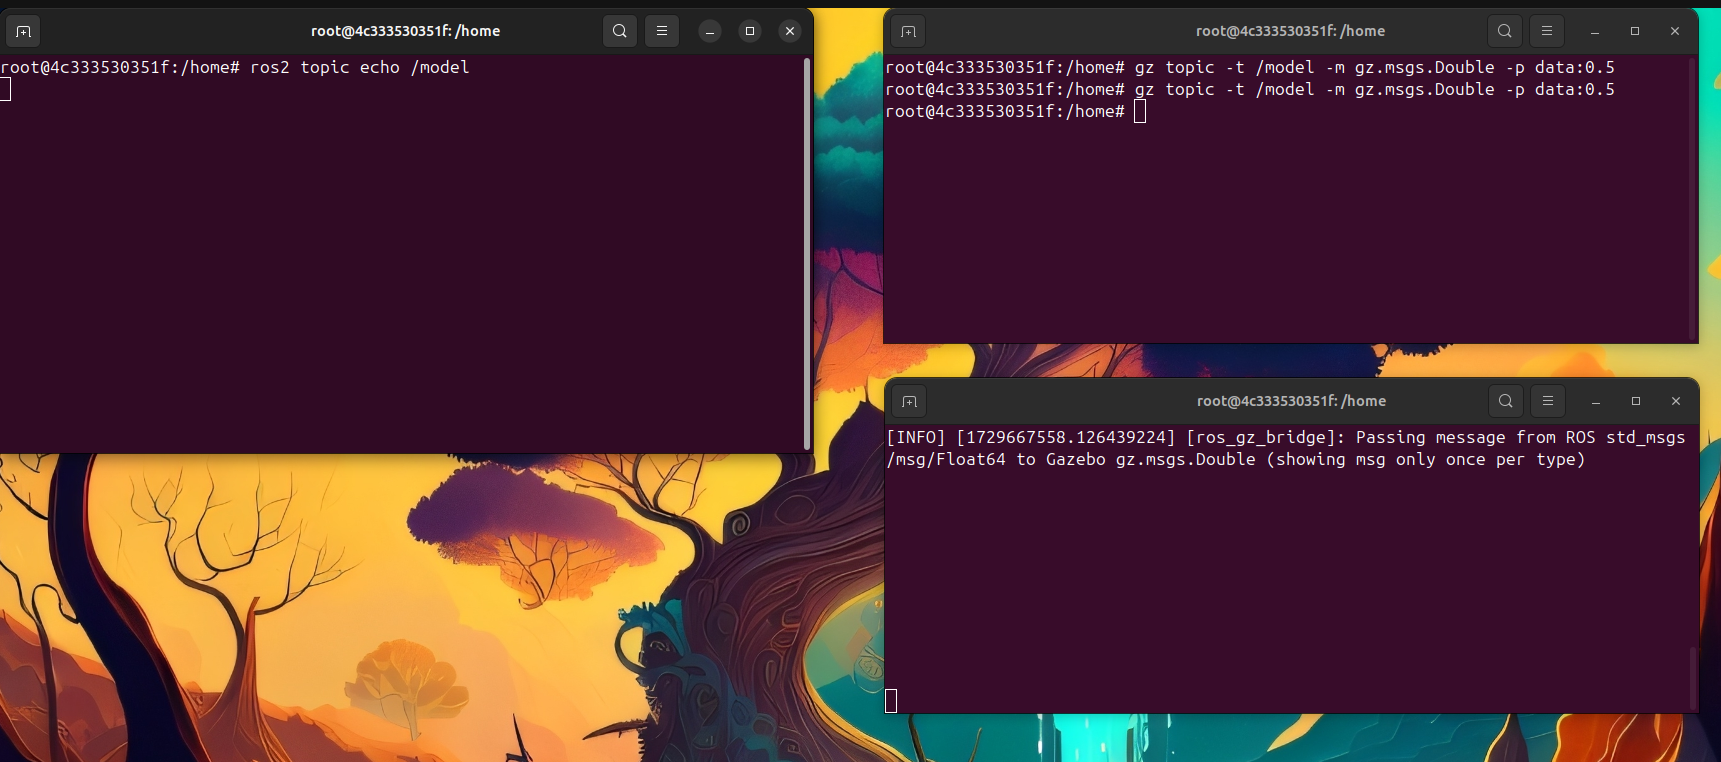 root@4c333530351f: /home
root@4c333530351f:/home# ros2 topic echo /model
root@4c333530351f: /home
root@4c333530351f:/home# gz topic -t /model -m gz.msgs.Double -p data:0.5
root@4c333530351f:/home# gz topic -t /model -m gz.msgs.Double -p data:0.5
root@4c333530351f:/home#
root@4c333530351f: /home
[INFO] [1729667558.126439224] [ros_gz_bridge]: Passing message from ROS std_msgs
/msg/Float64 to Gazebo gz.msgs.Double (showing msg only once per type)